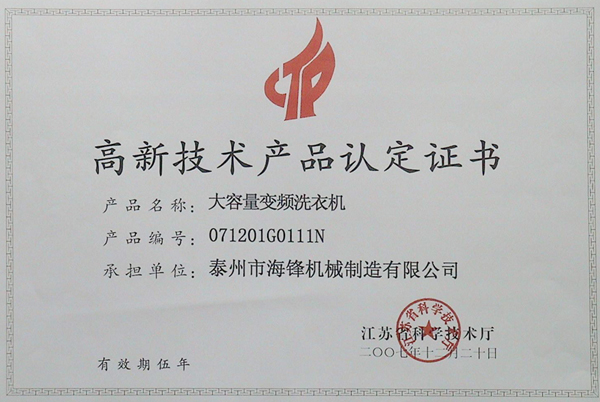 高新技术产品认定证书
产品名称：大容量变频洗衣机
产品编号：071201G0111N
承担单位：泰州市海锋机械制造有限公司
江苏省科学技术厅
二〇〇七年十二月二十日
有效期伍年